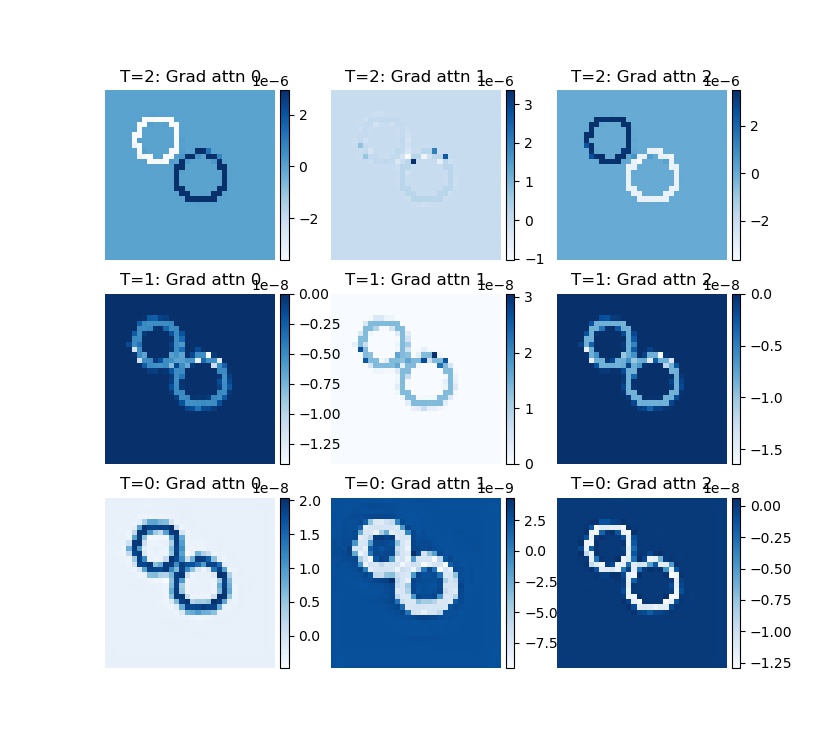 T=2: Grad attn 0
1e−6
2
0
−2
T=2: Grad attn 1
1e−6
3
2
1
0
−1
T=2: Grad attn 2
1e−6
2
0
−2
T=1: Grad attn 0
1e−8
0.00
−0.25
−0.50
−0.75
−1.00
−1.25
T=1: Grad attn 1
1e−8
3
2
1
0
T=1: Grad attn 2
1e−8
0.0
−0.5
−1.0
−1.5
T=0: Grad attn 0
1e−8
2.0
1.5
1.0
0.5
0.0
T=0: Grad attn 1
1e−9
2.5
0.0
−2.5
−5.0
−7.5
T=0: Grad attn 2
1e−8
0.00
−0.25
−0.50
−0.75
−1.00
−1.25